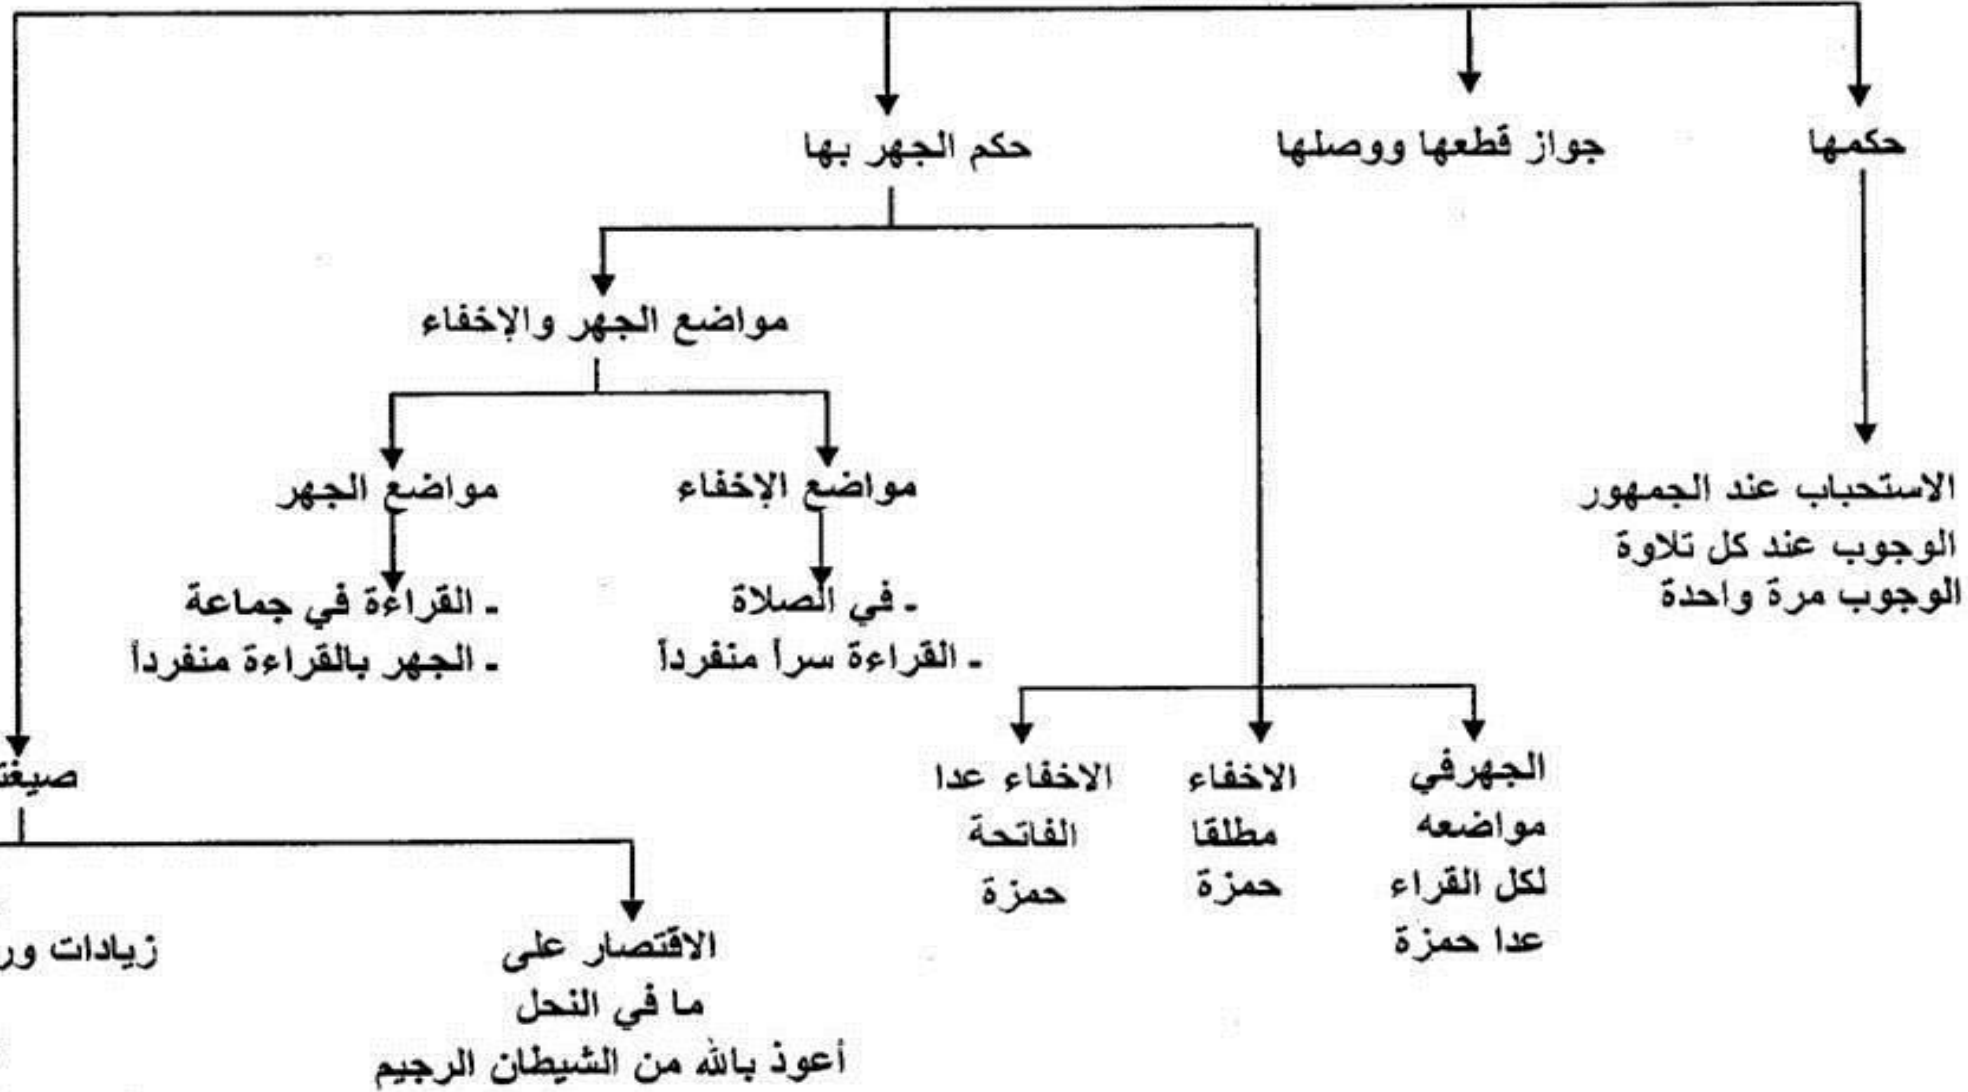 حكمها
جواز قطعها ووصلها
حكم الجهر بها
مواضع الجهر والإخفاء
مواضع الإخفاء
مواضع الجهر
الاستحباب عند الجمهور
الوجوب عند كل تلاوة
الوجوب مرة واحدة
- في الصلاة
- القراءة سراً منفرداً
- القراءة في جماعة
- الجهر بالقراءة منفرداً
الجهرفي
مواضعه
لكل القراء
عدا حمزة
الاخفاء
مطلقا
حمزة
الاخفاء عدا
الفاتحة
حمزة
الاقتصار على
ما في النحل
أعوذ بالله من الشيطان الرجيم
زيادات